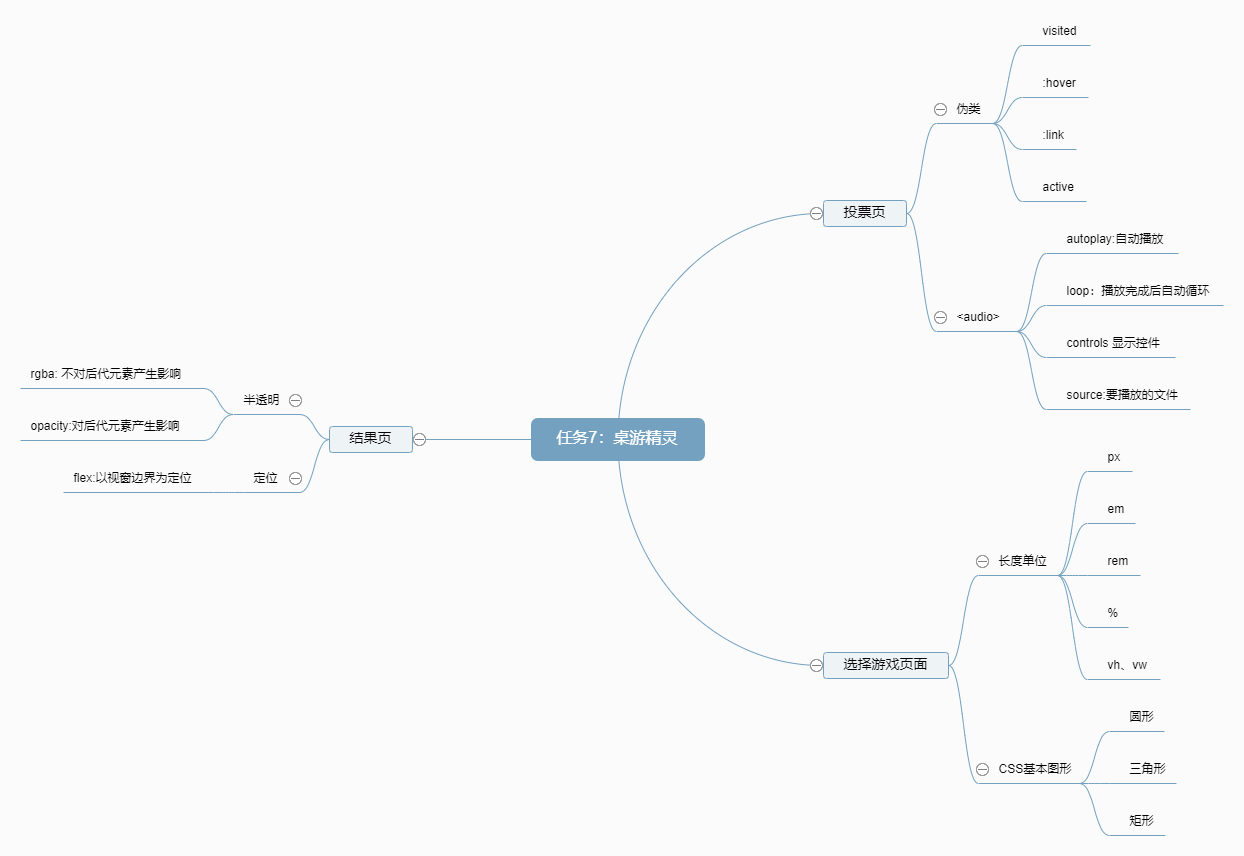 任务7：桌游精灵
投票页
伪类
visited
:hover
:link
active
<audio>
autoplay:自动播放
loop：播放完成后自动循环
controls 显示控件
source:要播放的文件
选择游戏页面
长度单位
px
em
rem
%
vh、vw
CSS基本图形
圆形
三角形
矩形
结果页
半透明
rgba: 不对后代元素产生影响
opacity:对后代元素产生影响
定位
flex:以视窗边界为定位